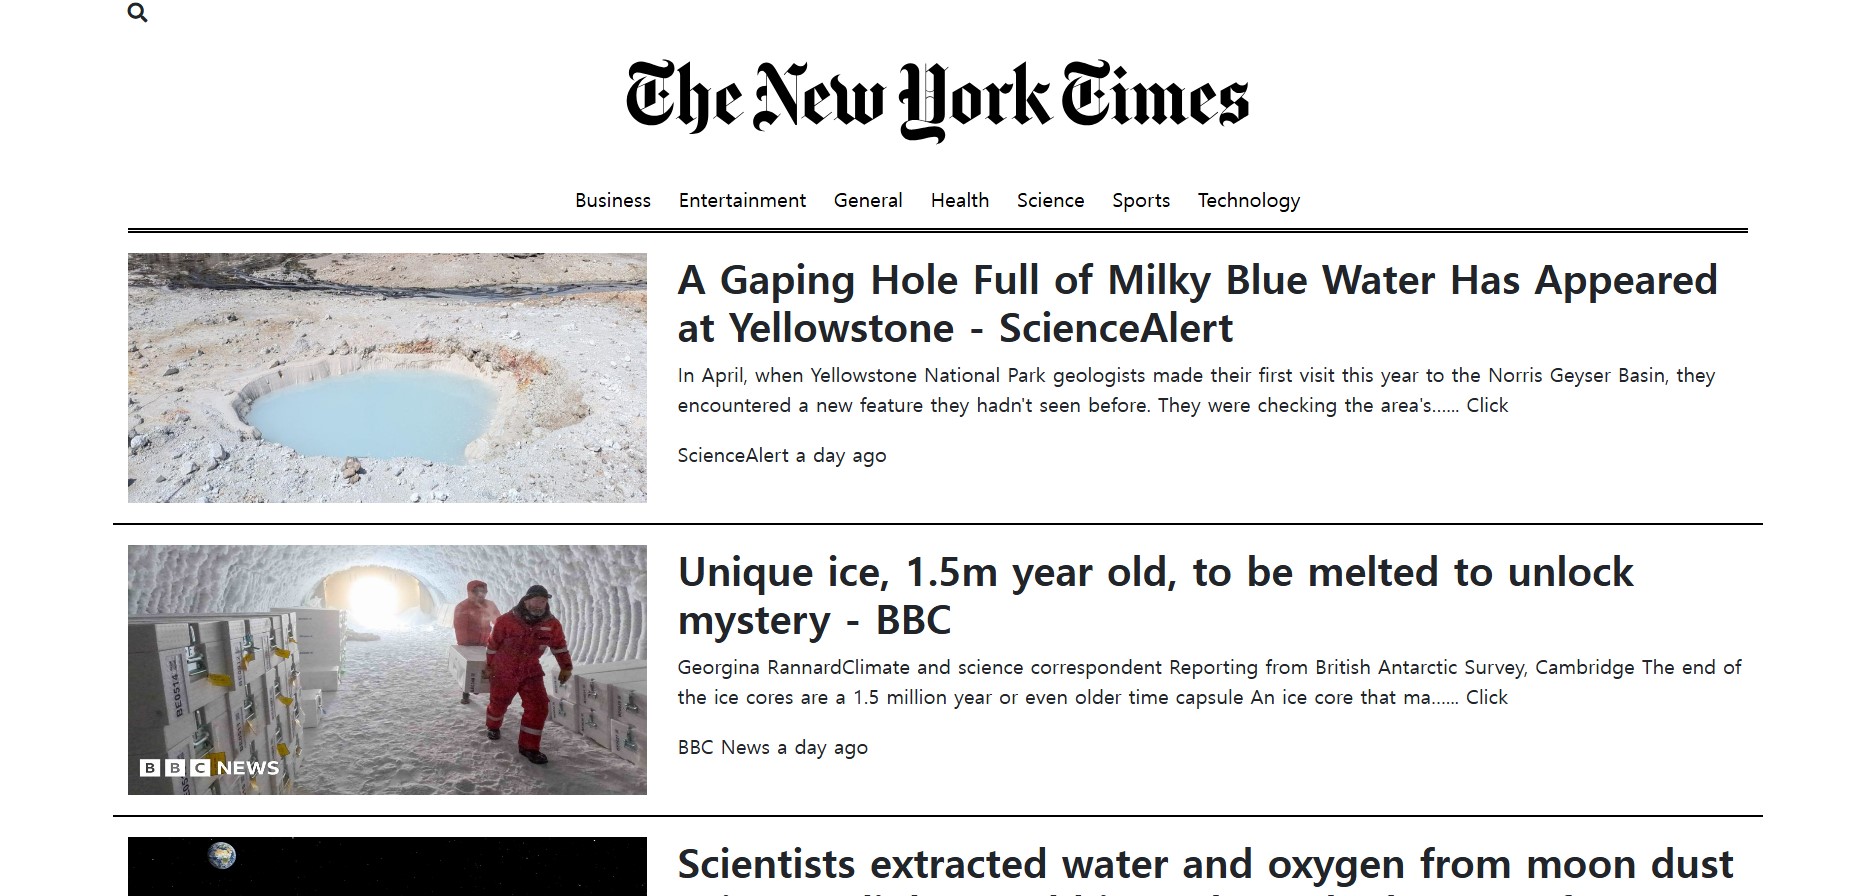 The New York Times
Business Entertainment General Health Science Sports Technology
A Gaping Hole Full of Milky Blue Water Has Appeared
at Yellowstone - ScienceAlert
In April, when Yellowstone National Park geologists made their first visit this year to the Norris Geyser Basin, they
encountered a new feature they hadn't seen before. They were checking the area's...... Click
ScienceAlert a day ago
Unique ice, 1.5m year old, to be melted to unlock
mystery - BBC
Georgina RannardClimate and science correspondent Reporting from British Antarctic Survey, Cambridge The end of
the ice cores are a 1.5 million year or even older time capsule An ice core that ma...... Click
BBC News a day ago
BE0514
BBC NEWS
Scientists extracted water and oxygen from moon dust